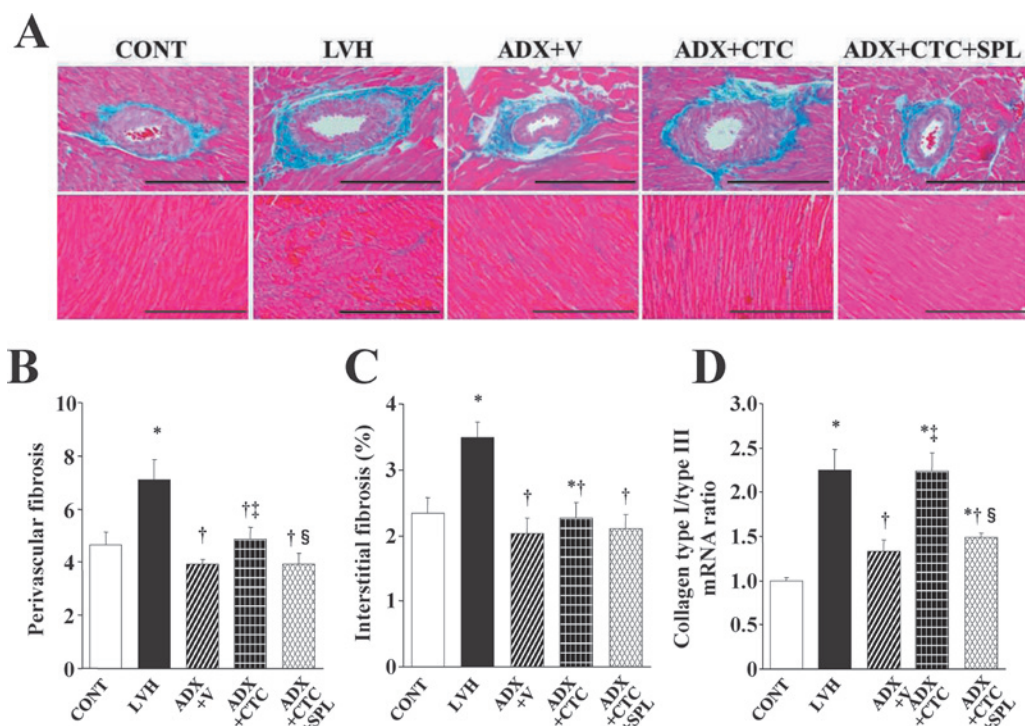 A
CONT LVH ADX+V ADX+CTC ADX+CTC+SPL
B
Perivascular fibrosis
10
8
6
4
2
0
*
†
†‡
† §
CONT
LVH
ADX
+V
ADX
+CTC
ADX
+CTC
+SPL
C
Interstitial fibrosis (%)
4
3
2
1
0
*
†
*†
†
CONT
LVH
ADX
+V
ADX
+CTC
ADX
+CTC
+SPL
D
Collagen type I/type III
mRNA ratio
3.0
2.5
2.0
1.5
1.0
0.5
0
*
†
*‡
*† §
CONT
LVH
ADX
+V
ADX
+CTC
ADX
+CTC
+SPL